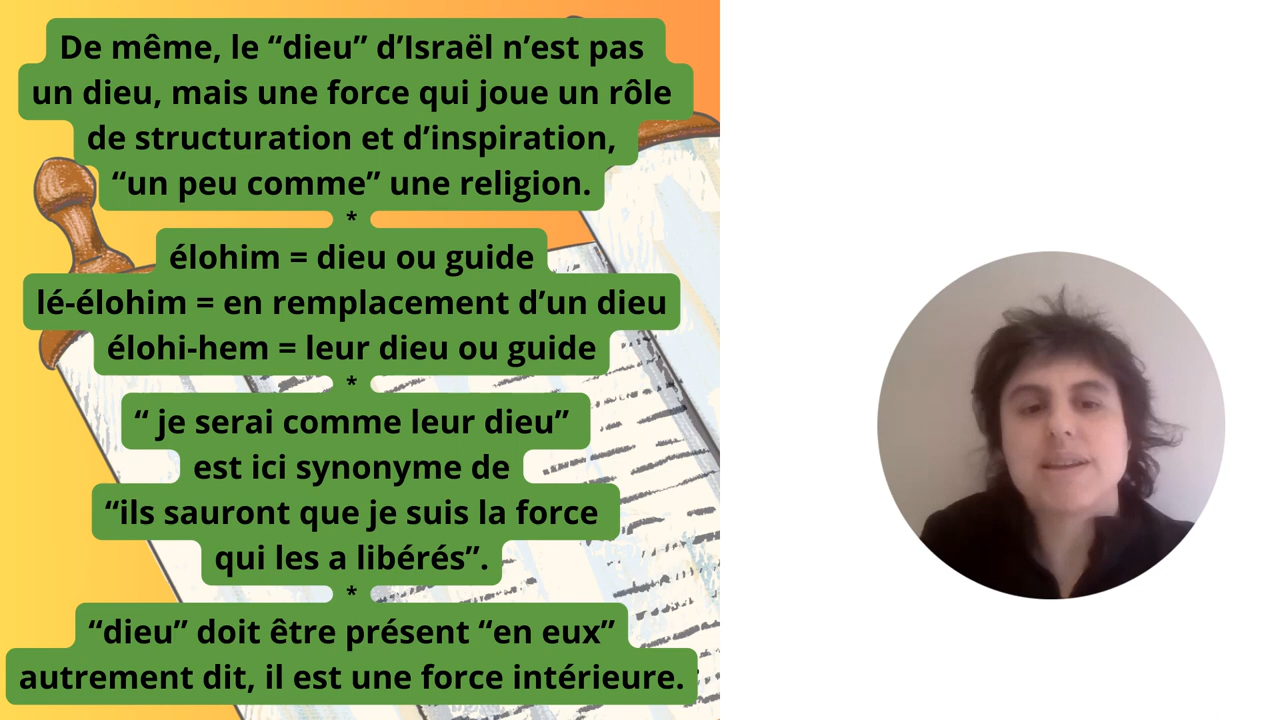 De même, le “dieu” d’Israël n’est pas
un dieu, mais une force qui joue un rôle
de structuration et d’inspiration,
“un peu comme” une religion.
*
élohim = dieu ou guide
lé-élohim = en remplacement d’un dieu
élohi-hem = leur dieu ou guide
*
“ je serai comme leur dieu”
est ici synonyme de
“ils sauront que je suis la force
qui les a libérés”.
*
“dieu” doit être présent “en eux”
autrement dit, il est une force intérieure.